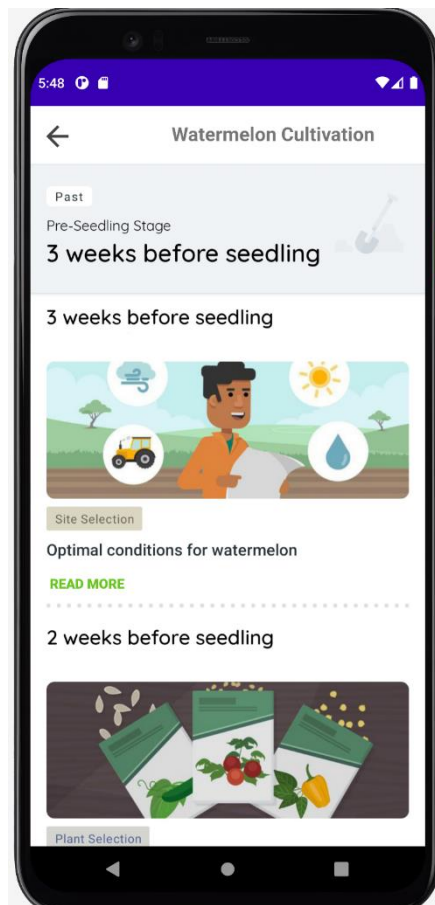 5:48
Watermelon Cultivation
Past
Pre-Seedling Stage
3 weeks before seedling
3 weeks before seedling
Site Selection
Optimal conditions for watermelon
READ MORE
2 weeks before seedling
Plant Selection